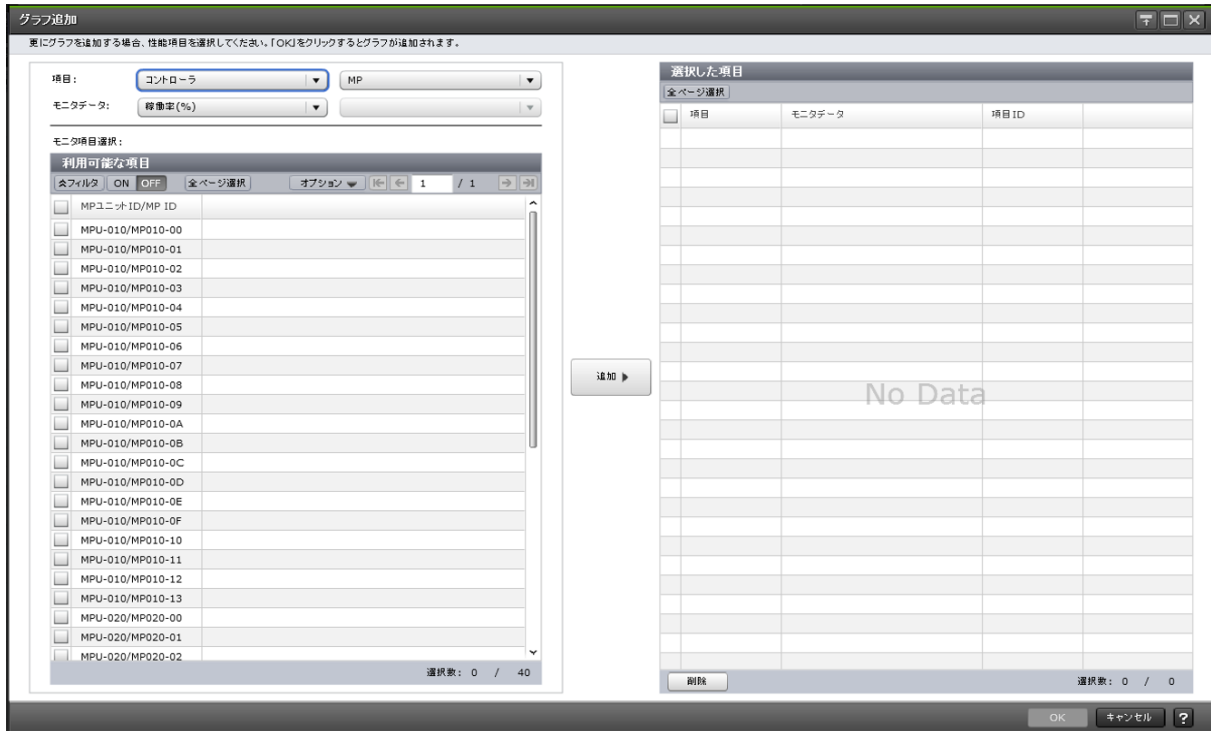 グラフ追加
更にグラフを追加する場合、性能項目を選択してください。「OK」をクリックするとグラフが追加されます。
項目: コントローラ MP
モニタデータ: 稼働率(%)
モニタ項目選択:
利用可能な項目
フィルタ ON OFF 全ページ選択 オプション 1 / 1
MPユニットID/MP ID
MPU-010/MP010-00
MPU-010/MP010-01
MPU-010/MP010-02
MPU-010/MP010-03
MPU-010/MP010-04
MPU-010/MP010-05
MPU-010/MP010-06
MPU-010/MP010-07
MPU-010/MP010-08
MPU-010/MP010-09
MPU-010/MP010-0A
MPU-010/MP010-0B
MPU-010/MP010-0C
MPU-010/MP010-0D
MPU-010/MP010-0E
MPU-010/MP010-0F
MPU-010/MP010-10
MPU-010/MP010-11
MPU-010/MP010-12
MPU-010/MP010-13
MPU-020/MP020-00
MPU-020/MP020-01
MPU-020/MP020-02
選択数: 0 / 40
追加
選択した項目
全ページ選択
項目 モニタデータ 項目ID
No Data
削除 選択数: 0 / 0
OK キャンセル ?